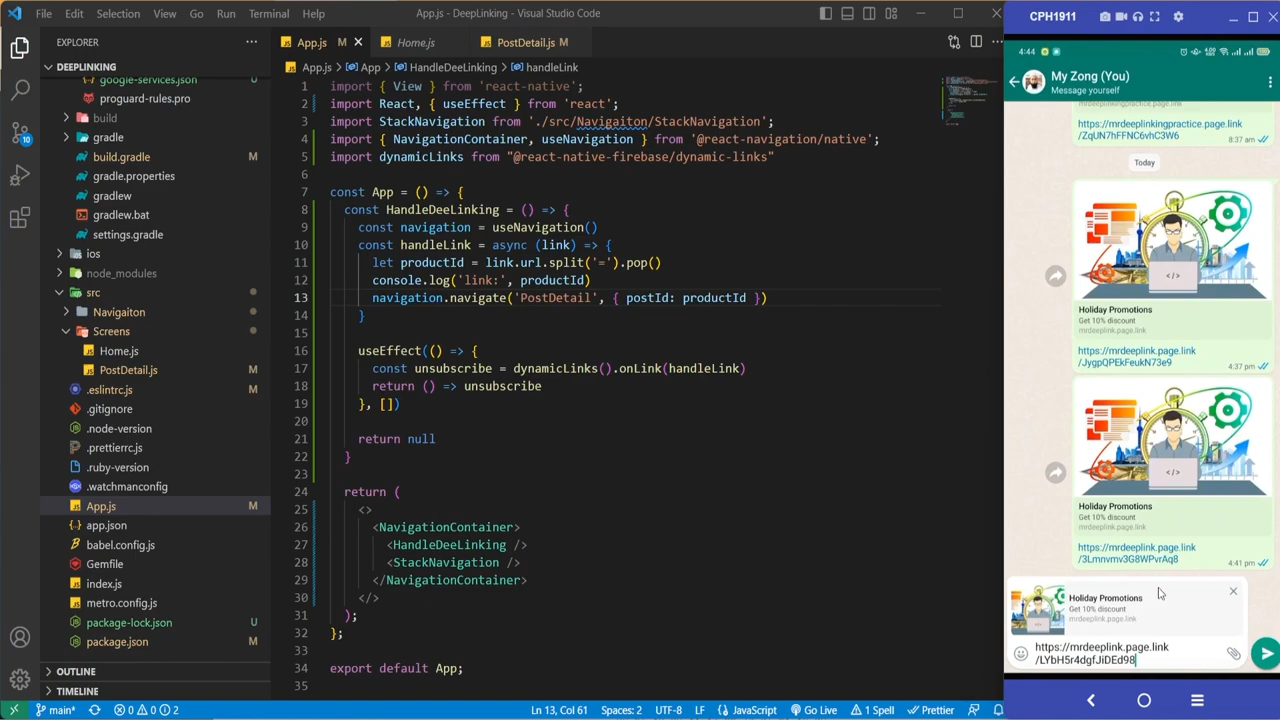 File Edit Selection View Go Run Terminal Help
App.js - DeepLinking - Visual Studio Code
EXPLORER
DEEPLINKING
google-services.json U
proguard-rules.pro
build
gradle
build.gradle M
gradle.properties
gradlew
gradlew.bat
settings.gradle
ios
node_modules
src
Navigaiton
Screens
Home.js
PostDetail.js M
.eslintrc.js
.gitignore
.node-version
.prettierrc.js
.ruby-version
.watchmanconfig
App.js M
app.json
babel.config.js
Gemfile
index.js
metro.config.js
package-lock.json U
package.json M
OUTLINE
TIMELINE
App.js M
Home.js
PostDetail.js M
App.js > App > HandleDeeLinking > handleLink
1 import { View } from 'react-native';
2 import React, { useEffect } from 'react';
3 import StackNavigation from './src/Navigaiton/StackNavigation';
4 import { NavigationContainer, useNavigation } from '@react-navigation/native';
5 import dynamicLinks from "@react-native-firebase/dynamic-links"
6
7 const App = () => {
8 const HandleDeeLinking = () => {
9 const navigation = useNavigation()
10 const handleLink = async (link) => {
11 let productId = link.url.split('=').pop()
12 console.log('link:', productId)
13 navigation.navigate('PostDetail', { postId: productId })
14 }
15
16 useEffect(() => {
17 const unsubscribe = dynamicLinks().onLink(handleLink)
18 return () => unsubscribe
19 }, [])
20
21 return null
22 }
23
24 return (
25 <>
26 <NavigationContainer>
27 <HandleDeeLinking />
28 <StackNavigation />
29 </NavigationContainer>
30 </>
31 );
32 };
33
34 export default App;
35
main* 0 0 2
Ln 13, Col 61 Spaces: 2 UTF-8 LF JavaScript Go Live 1 Spell Prettier
CPH1911
4:44
My Zong (You)
Message yourself
mrdeeplinkingpractice.page.link
https://mrdeeplinkingpractice.page.link
/ZqUN7hFFNC6vhC3W6
8:37 am
Today
Holiday Promotions
Get 10% discount
mrdeeplink.page.link
https://mrdeeplink.page.link
/JygpQPEkFeukN73e9
4:37 pm
Holiday Promotions
Get 10% discount
mrdeeplink.page.link
https://mrdeeplink.page.link
/3Lmnvmv3G8WPvrAq8
4:41 pm
Holiday Promotions
Get 10% discount
mrdeeplink.page.link
https://mrdeeplink.page.link
/LYbH5r4dgfJiDEd98